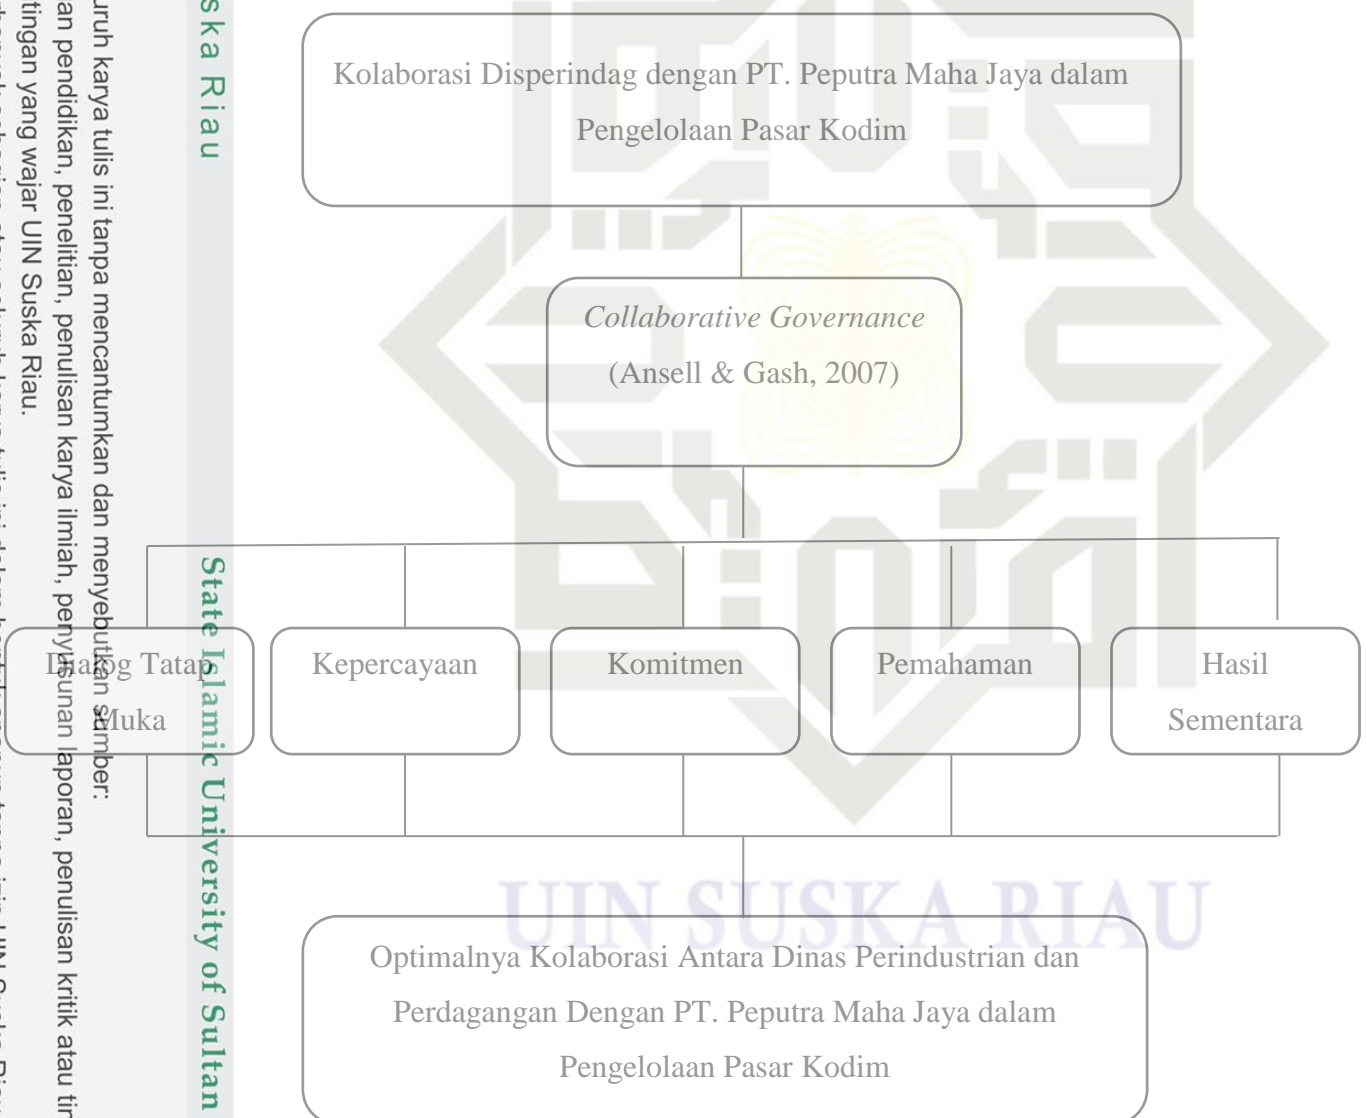 Kolaborasi Disperindag dengan PT. Peputra Maha Jaya dalam
Pengelolaan Pasar Kodim
Collaborative Governance
(Ansell & Gash, 2007)
Dialog Tatap
Muka
Kepercayaan
Komitmen
Pemahaman
Hasil
Sementara
UIN SUSKA RIAU
Optimalnya Kolaborasi Antara Dinas Perindustrian dan
Perdagangan Dengan PT. Peputra Maha Jaya dalam
Pengelolaan Pasar Kodim
ska Riau
State Islamic University of Sultan
uruh karya tulis ini tanpa mencantumkan dan menyebutkan sumber:
an pendidikan, penelitian, penulisan karya ilmiah, penyusunan laporan, penulisan kritik atau tin
tingan yang wajar UIN Suska Riau.